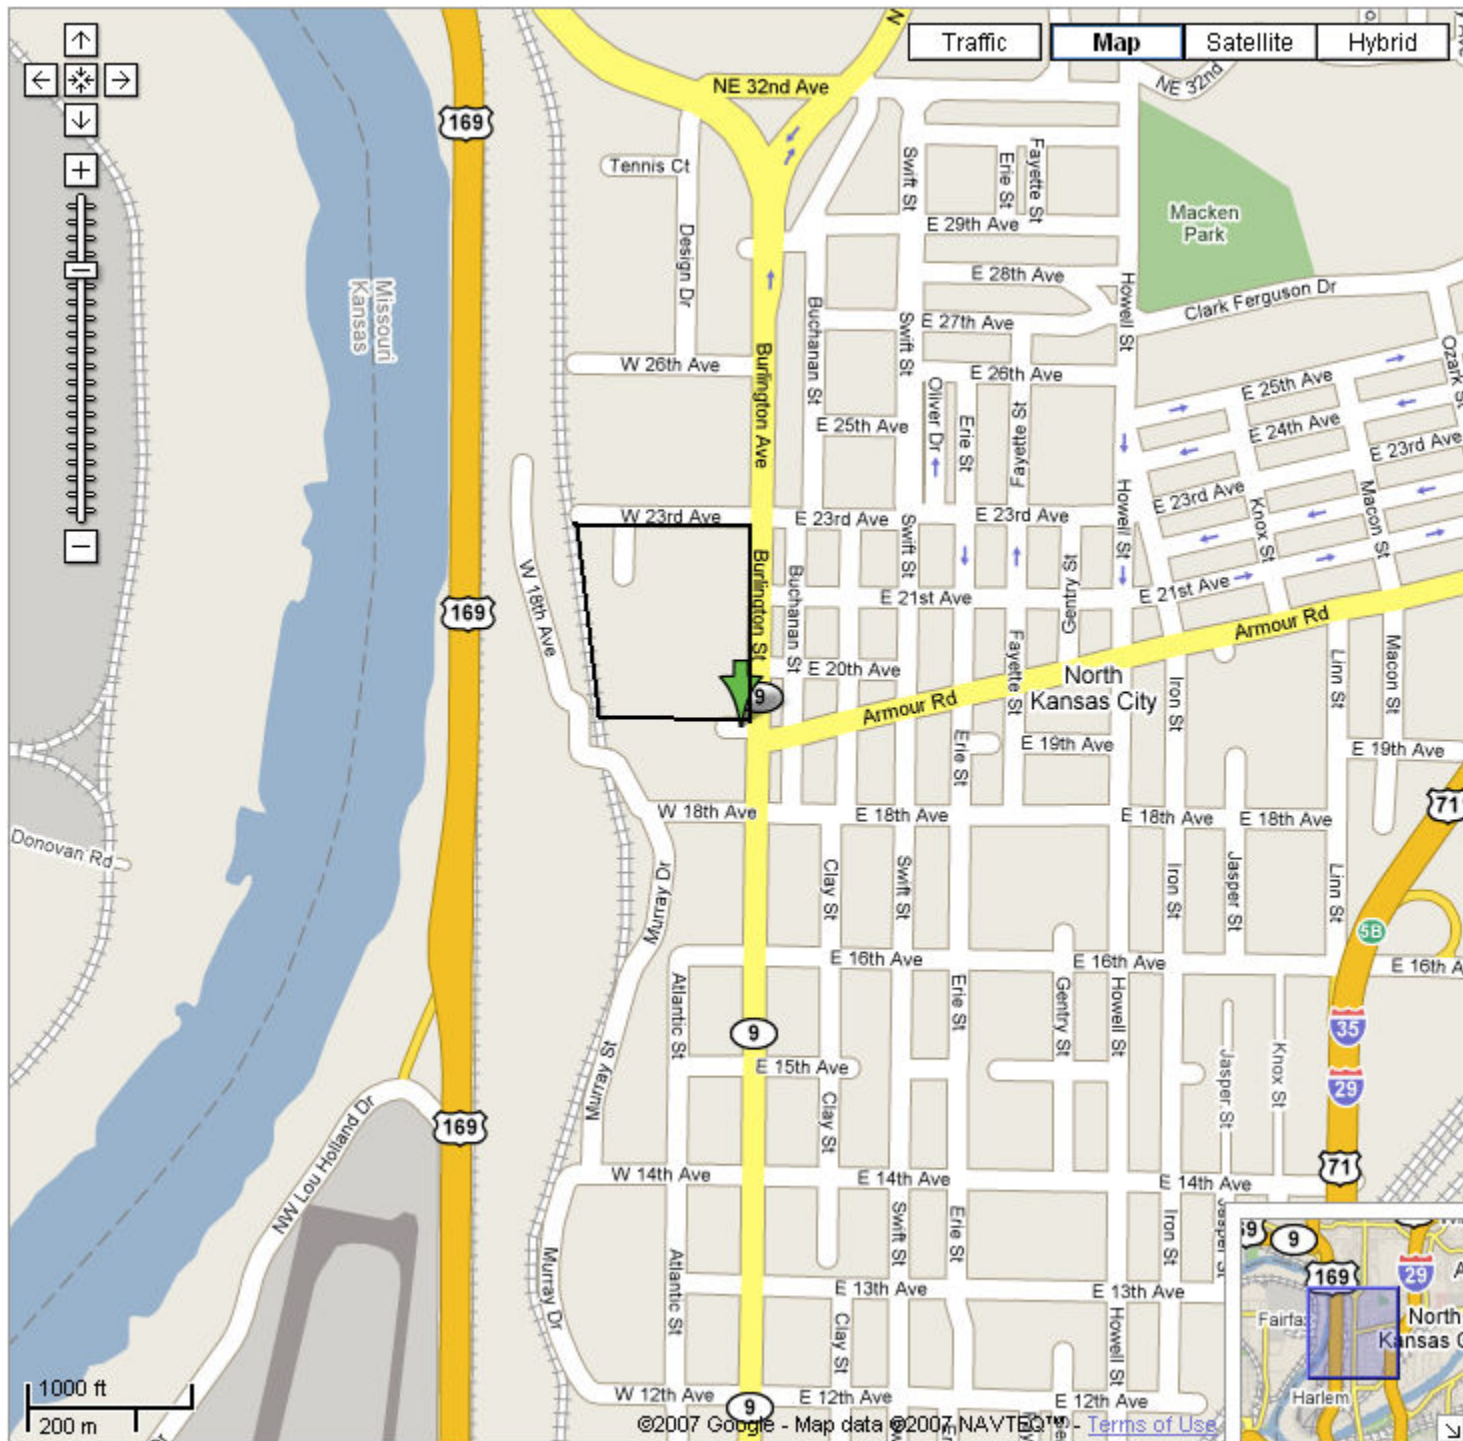 Traffic
Map
Satellite
Hybrid
NE 32nd Ave
NE 32nd
169
Tennis Ct
Swift St
Erie St
Fayette St
Macken
Park
E 29th Ave
Design Dr
E 28th Ave
Missouri
Kansas
Howell St
Clark Ferguson Dr
Buchanan St
Swift St
E 27th Ave
Burlington Ave
W 26th Ave
E 26th Ave
Ozark St
E 25th Ave
Oliver Dr
Erie St
Fayette St
E 25th Ave
E 24th Ave
E 23rd Ave
Howell St
E 23rd Ave
Knox St
Macon St
W 23rd Ave
E 23rd Ave
Swift St
E 23rd Ave
W 18th Ave
Burlington St
Buchanan St
Gentry St
169
E 21st Ave
E 21st Ave
Armour Rd
Fayette St
E 20th Ave
Linn St
Macon St
North
Kansas City
Iron St
9
Armour Rd
Erie St
E 19th Ave
E 19th Ave
71
W 18th Ave
E 18th Ave
E 18th Ave
E 18th Ave
Donovan Rd
Murray Dr
Clay St
Swift St
Iron St
Jasper St
Linn St
5B
E 16th Ave
E 16th Ave
E 16th A
Atlantic St
Erie St
Gentry St
Howell St
9
35
Murray St
E 15th Ave
Jasper St
Knox St
29
Clay St
169
NW Lou Holland Dr
W 14th Ave
E 14th Ave
E 14th Ave
71
Murray Dr
Atlantic St
Swift St
Erie St
Iron St
E 13th Ave
E 13th Ave
Clay St
Howell St
9
169
29
Fairfa
North
Kansas C
Harlem
1000 ft
200 m
W 12th Ave
9
E 12th Ave
E 12th Ave
©2007 Google - Map data ©2007 NAVTEQ™ - Terms of Use